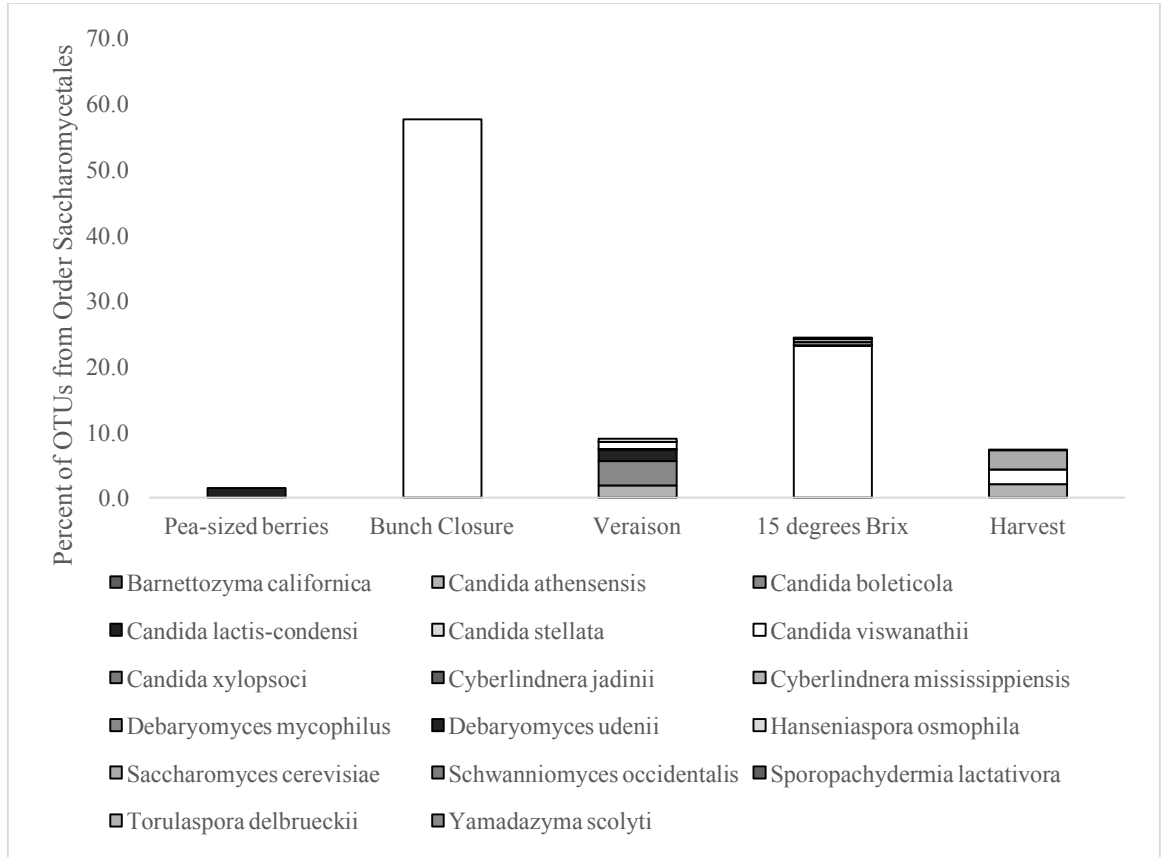 Percent of OTUs from Order Saccharomycetales
70.0
60.0
50.0
40.0
30.0
20.0
10.0
0.0
Pea-sized berries Bunch Closure Veraison 15 degrees Brix Harvest
Barnettozyma californica Candida athensensis Candida boleticola
Candida lactis-condensi Candida stellata Candida viswanathii
Candida xylopsoci Cyberlindnera jadinii Cyberlindnera mississippiensis
Debaryomyces mycophilus Debaryomyces udenii Hanseniaspora osmophila
Saccharomyces cerevisiae Schwanniomyces occidentalis Sporopachydermia lactativora
Torulaspora delbrueckii Yamadazyma scolyti